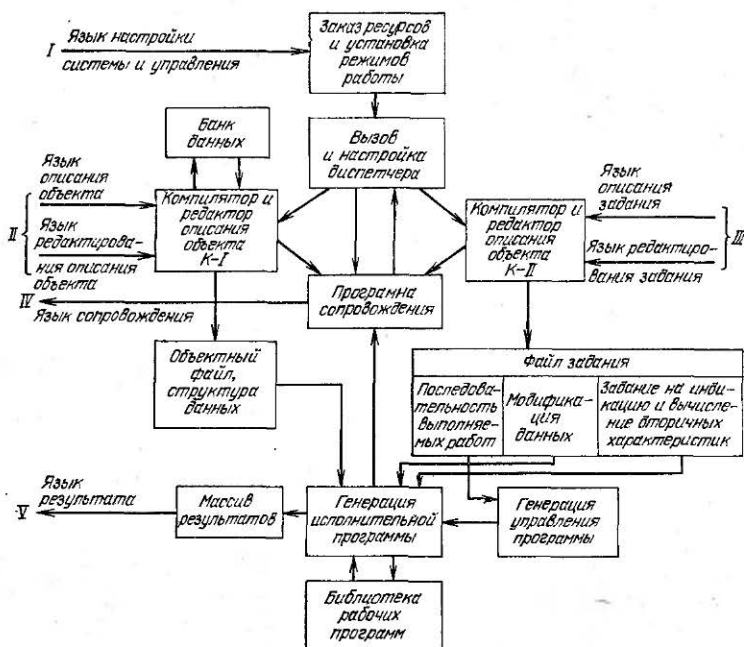 I
Язык настройки
системы и управления
Заказ ресурсов
и установка
режимов
работы
Банк
данных
Вызов
и настройка
диспетчера
II
Язык
описания
объекта
Язык
редактирова-
ния описания
объекта
Компилятор и
редактор
описания
объекта
К-I
Компилятор и
редактор
описания
объекта
К-II
Язык
описания
задания
Язык редактиро-
вания задания
III
IV
Язык сопровождения
Програмна
сопровождения
Объектный
файл,
структура
данных
Файл задания
Последова-
тельность
выполняе-
мых работ
Модифика-
ция
данных
Задание на инди-
кацию и вычисле-
ние вторичных
характеристик
V
Язык
результата
Массив
результатов
Генерация
исполнительной
программы
Генерация
управления
программы
Библиотека
рабочих
программ